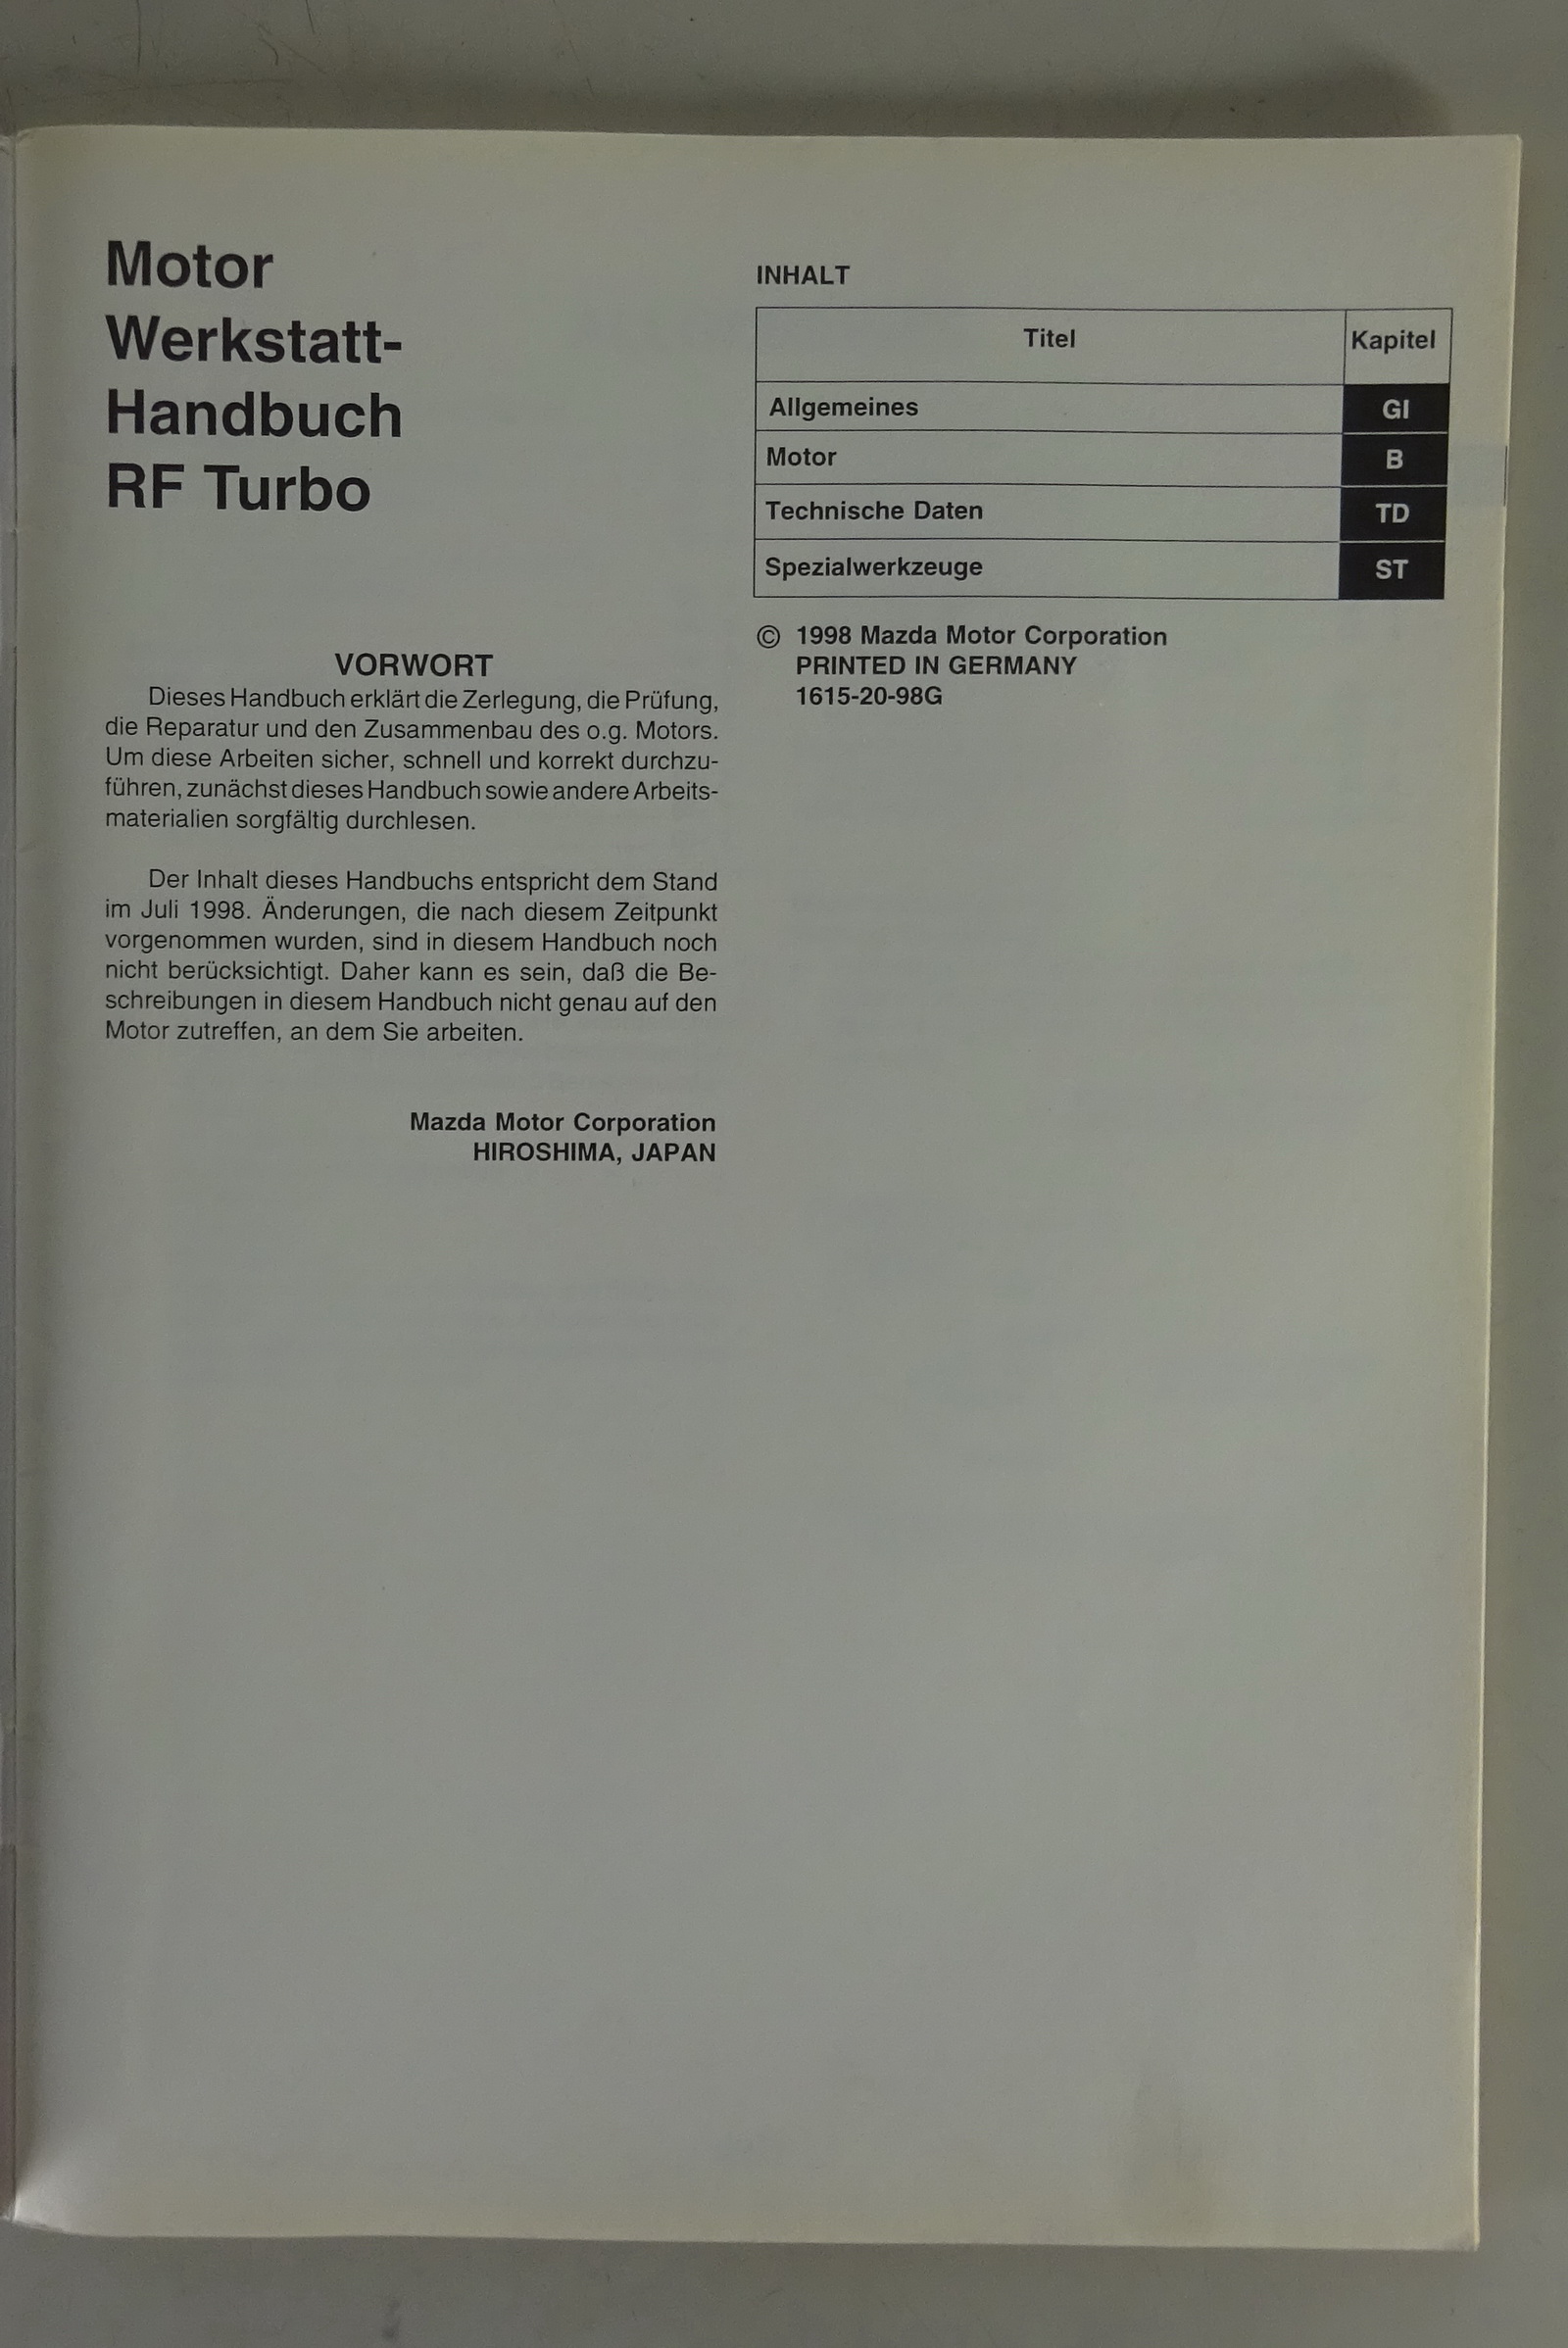 Motor
Werkstatt-
Handbuch
RF Turbo
VORWORT
Dieses Handbuch erklärt die Zerlegung, die Prüfung,
die Reparatur und den Zusammenbau des o.g. Motors.
Um diese Arbeiten sicher, schnell und korrekt durchzu-
führen, zunächst dieses Handbuch sowie andere Arbeits-
materialien sorgfältig durchlesen.
Der Inhalt dieses Handbuchs entspricht dem Stand
im Juli 1998. Änderungen, die nach diesem Zeitpunkt
vorgenommen wurden, sind in diesem Handbuch noch
nicht berücksichtigt. Daher kann es sein, daß die Be-
schreibungen in diesem Handbuch nicht genau auf den
Motor zutreffen, an dem Sie arbeiten.
Mazda Motor Corporation
HIROSHIMA, JAPAN
INHALT
Titel Kapitel
Allgemeines GI
Motor B
Technische Daten TD
Spezialwerkzeuge ST
© 1998 Mazda Motor Corporation
PRINTED IN GERMANY
1615-20-98G